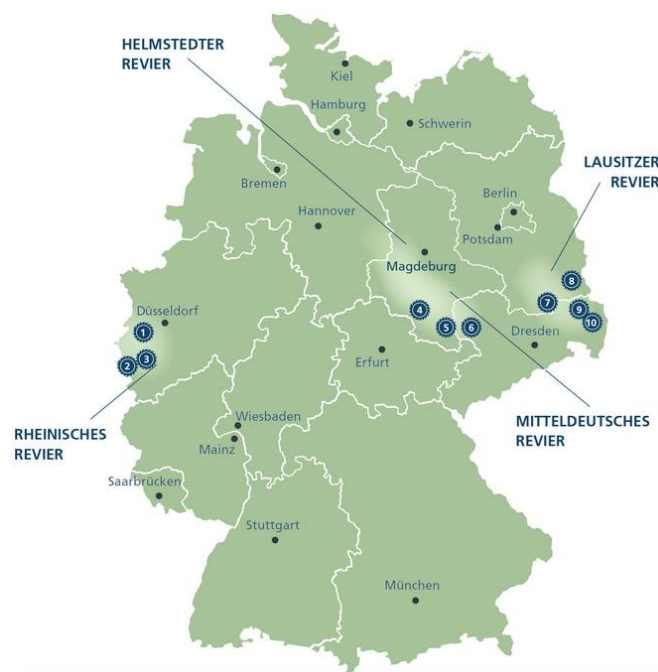 HELMSTEDTER
REVIER
Kiel
Hamburg
Schwerin
Bremen
LAUSITZER
REVIER
Berlin
Hannover
Potsdam
Magdeburg
8
7
9
10
4
5
6
Düsseldorf
1
2
3
Dresden
Erfurt
RHEINISCHES
REVIER
Wiesbaden
Mainz
MITTELDEUTSCHES
REVIER
Saarbrücken
Stuttgart
München